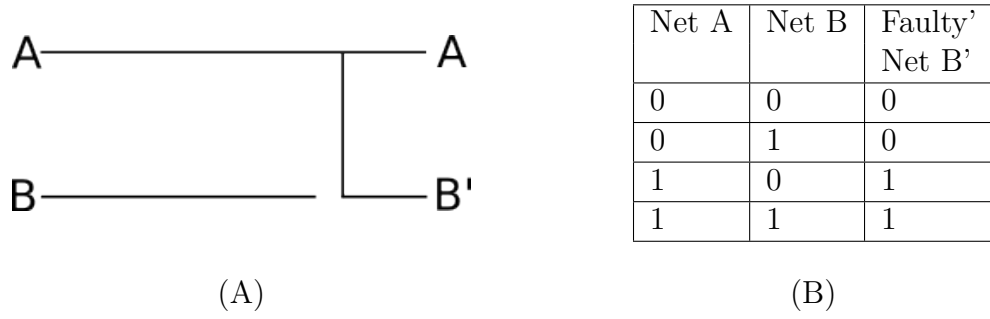 A A
B B'
(A)
Net A Net B Faulty'
Net B'
0 0 0
0 1 0
1 0 1
1 1 1
(B)